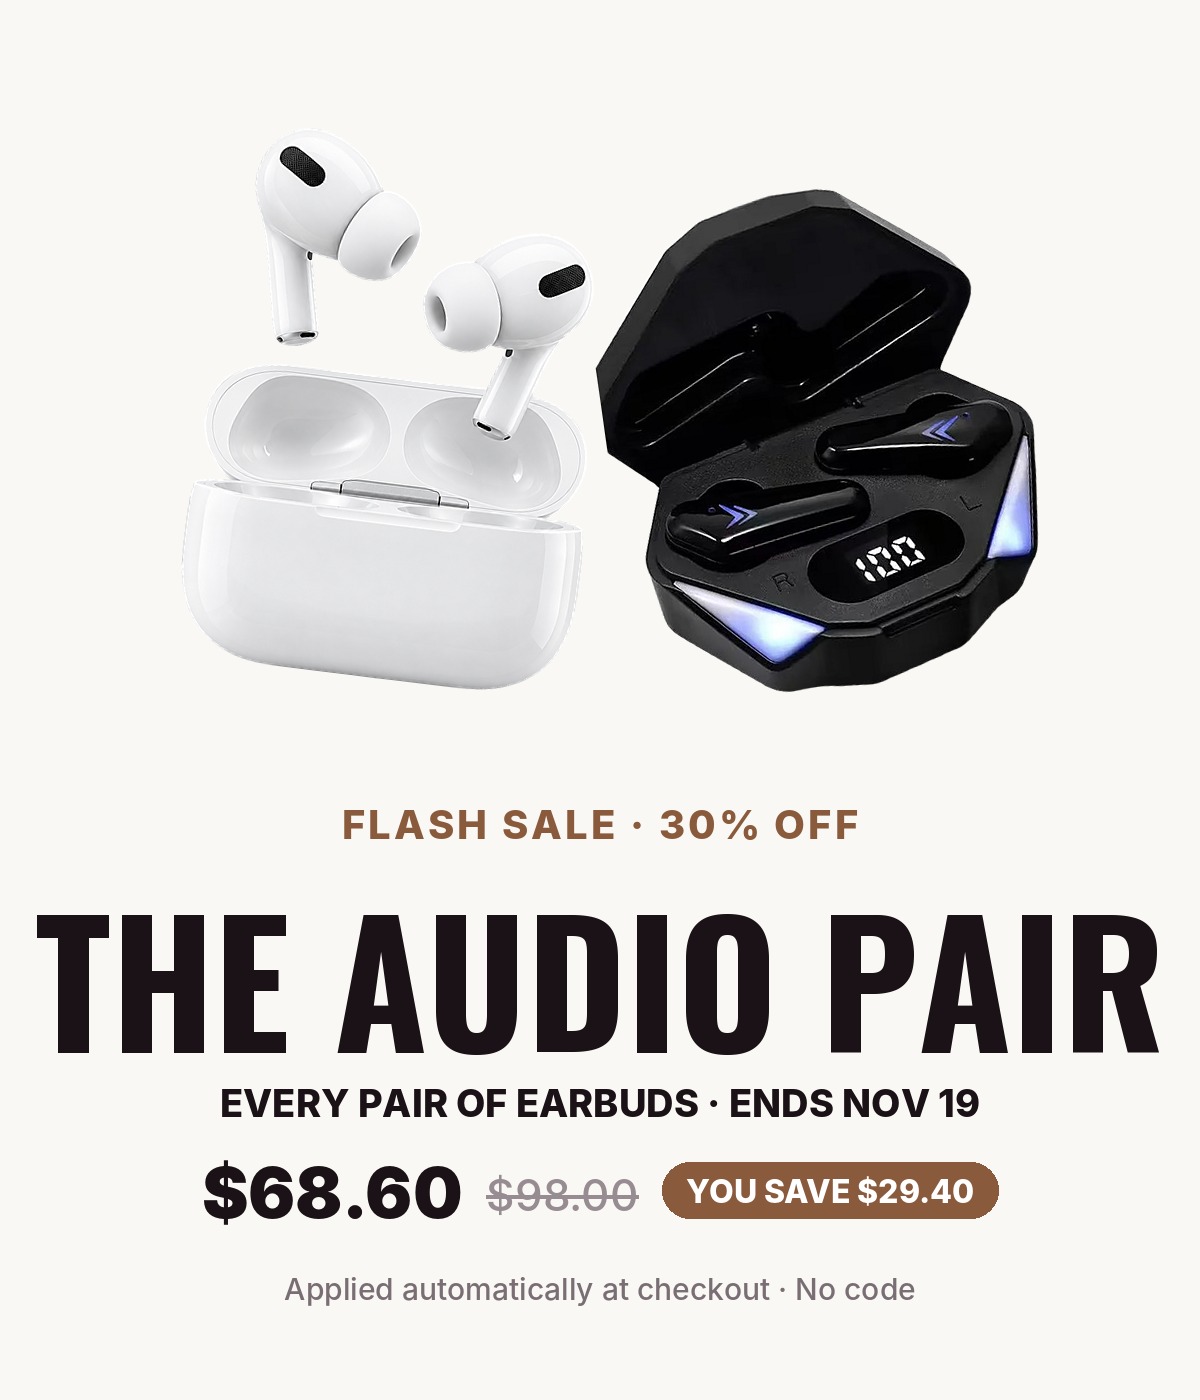 L
100
R
FLASH SALE · 30% OFF
THE AUDIO PAIR
EVERY PAIR OF EARBUDS · ENDS NOV 19
$68.60 $98.00 YOU SAVE $29.40
Applied automatically at checkout · No code